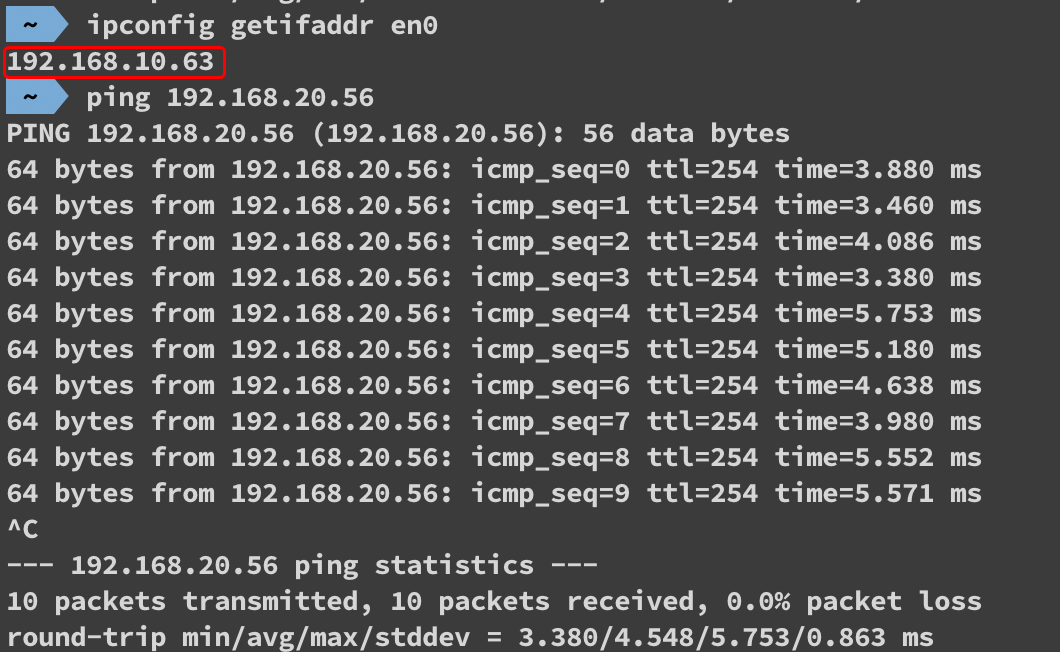 ~ ipconfig getifaddr en0
192.168.10.63
~ ping 192.168.20.56
PING 192.168.20.56 (192.168.20.56): 56 data bytes
64 bytes from 192.168.20.56: icmp_seq=0 ttl=254 time=3.880 ms
64 bytes from 192.168.20.56: icmp_seq=1 ttl=254 time=3.460 ms
64 bytes from 192.168.20.56: icmp_seq=2 ttl=254 time=4.086 ms
64 bytes from 192.168.20.56: icmp_seq=3 ttl=254 time=3.380 ms
64 bytes from 192.168.20.56: icmp_seq=4 ttl=254 time=5.753 ms
64 bytes from 192.168.20.56: icmp_seq=5 ttl=254 time=5.180 ms
64 bytes from 192.168.20.56: icmp_seq=6 ttl=254 time=4.638 ms
64 bytes from 192.168.20.56: icmp_seq=7 ttl=254 time=3.980 ms
64 bytes from 192.168.20.56: icmp_seq=8 ttl=254 time=5.552 ms
64 bytes from 192.168.20.56: icmp_seq=9 ttl=254 time=5.571 ms
^C
--- 192.168.20.56 ping statistics ---
10 packets transmitted, 10 packets received, 0.0% packet loss
round-trip min/avg/max/stddev = 3.380/4.548/5.753/0.863 ms